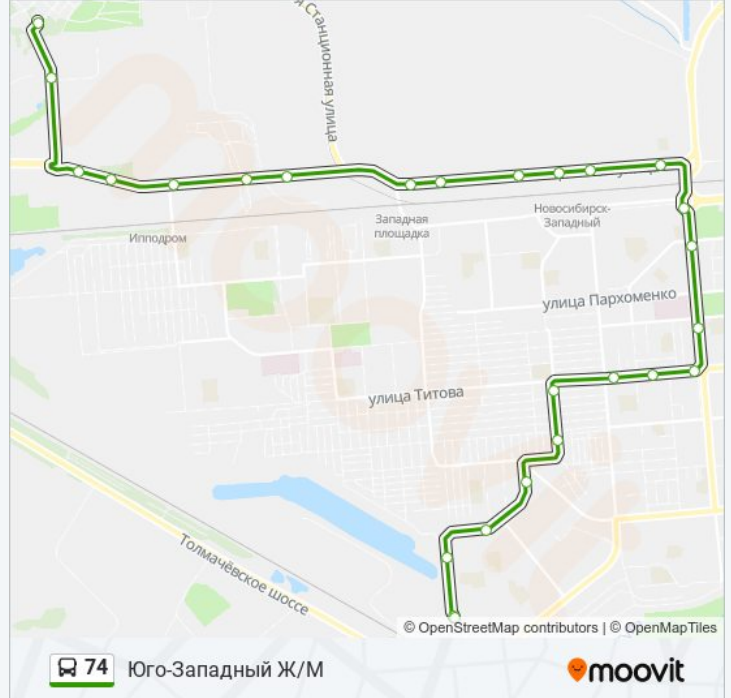 Станционная улица
Западная
площадка
Новосибирск-
Западный
Ипподром
улица Пархоменко
улица Титова
Толмачёвское шоссе
© OpenStreetMap contributors | © OpenMapTiles
74 Юго-Западный Ж/М
moovit